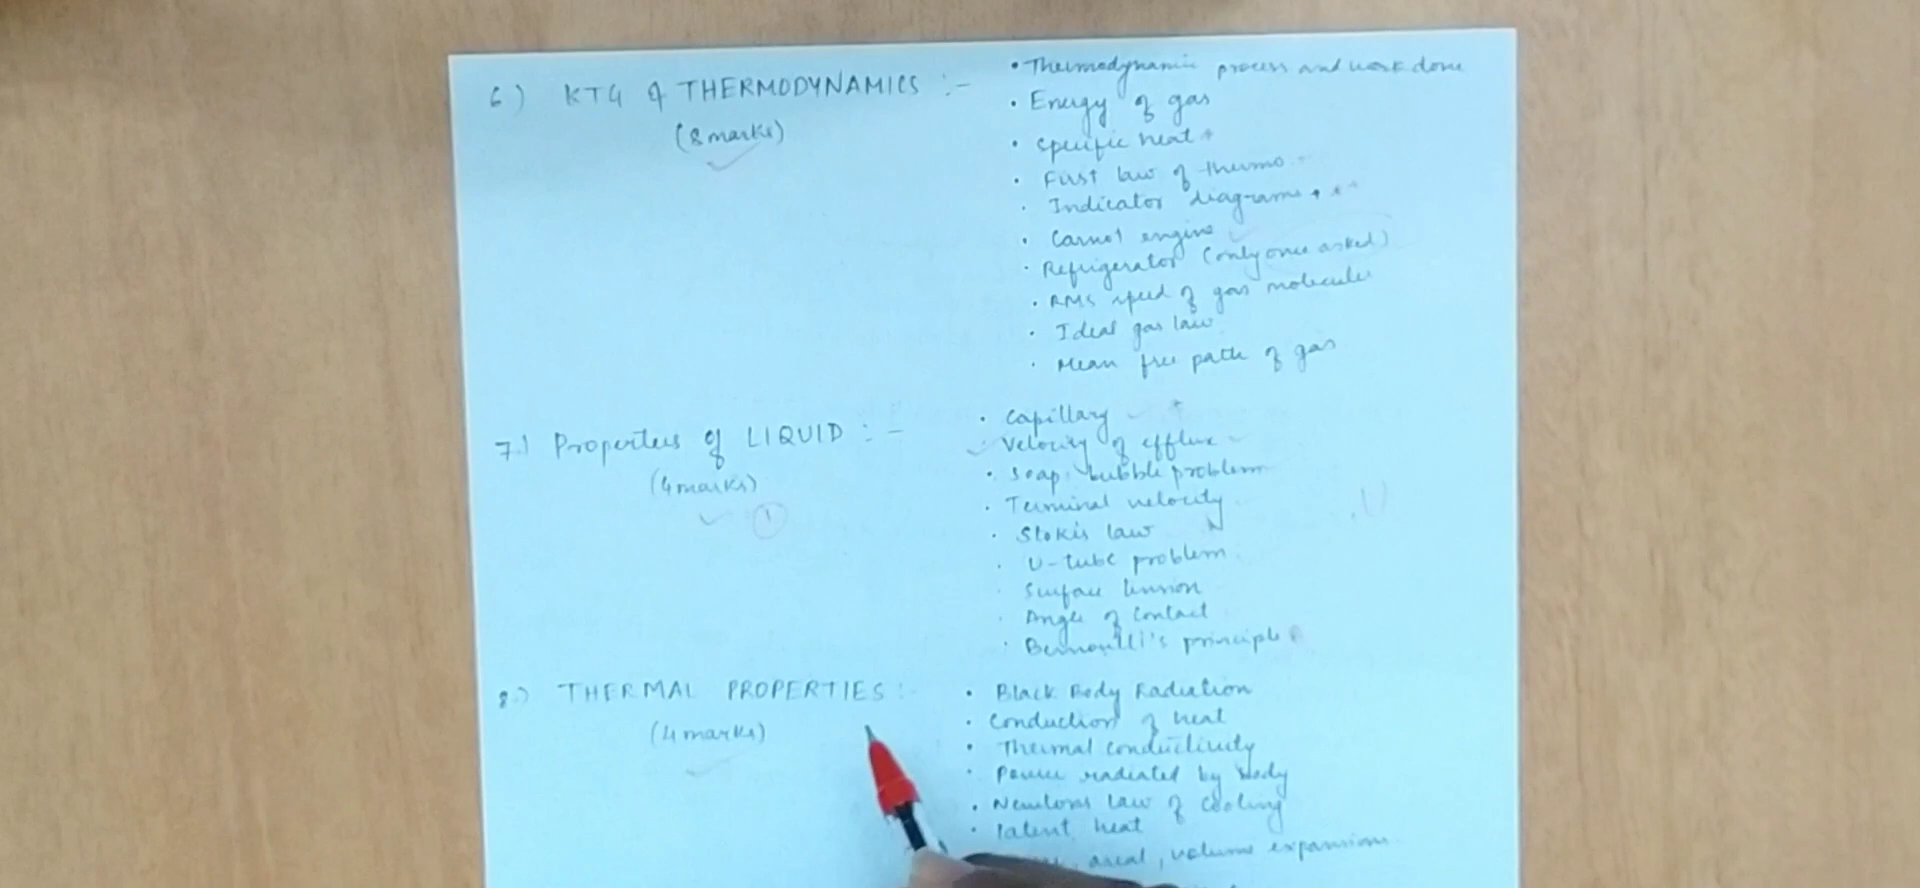 6) KTG & THERMODYNAMICS :-
(8 marks)
• Thermodynamic process and work done
• Energy of gas
• Specific heat
• First law of thermo
• Indicator diagrams
• Carnot engine
• Refrigerator (only once asked)
• RMS speed of gas molecules
• Ideal gas law
• Mean free path of gas
7.) Properties of LIQUID :-
(4 marks)
1
• Capillary
• Velocity of efflux
• Soap bubble problem
• Terminal velocity
• Stokes law
• U-tube problem
• Surface tension
• Angle of contact
• Bernoulli's principle
8.) THERMAL PROPERTIES :-
(4 marks)
• Black Body Radiation
• Conduction of heat
• Thermal conductivity
• Power radiated by body
• Newtons law of cooling
• latent heat
areal, volume expansion